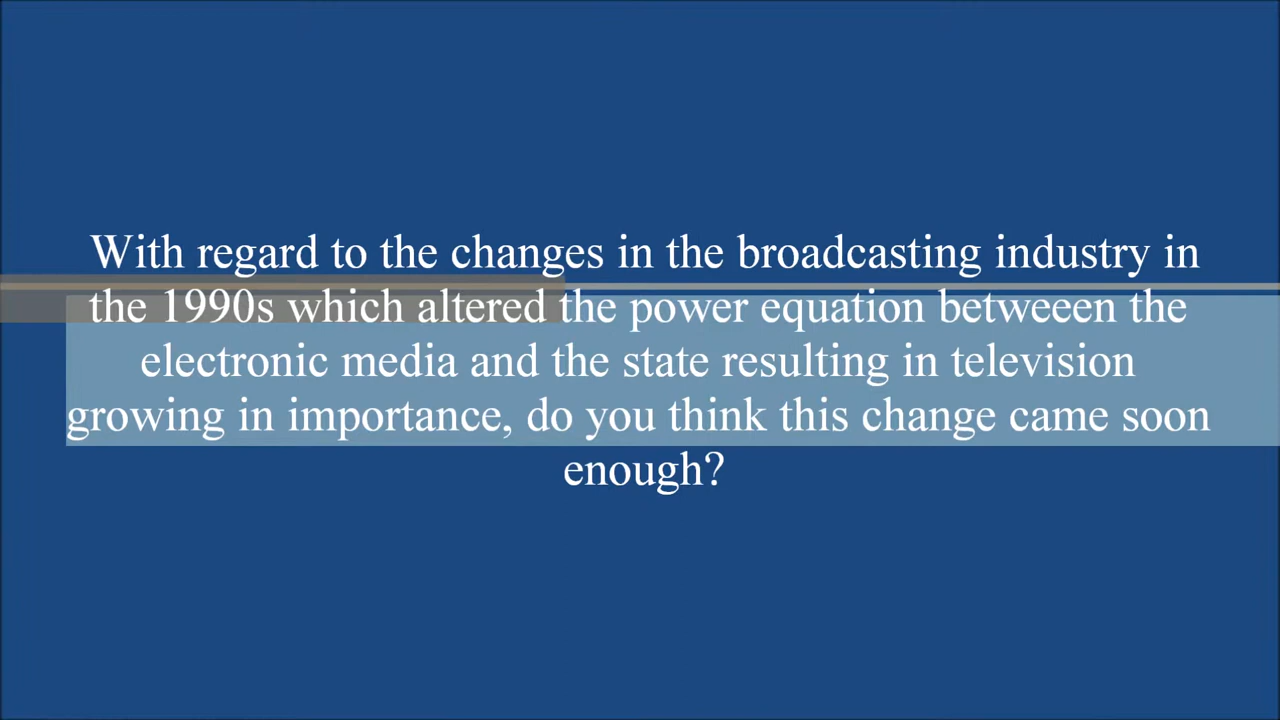 With regard to the changes in the broadcasting industry in
the 1990s which altered the power equation betweeen the
electronic media and the state resulting in television
growing in importance, do you think this change came soon
enough?